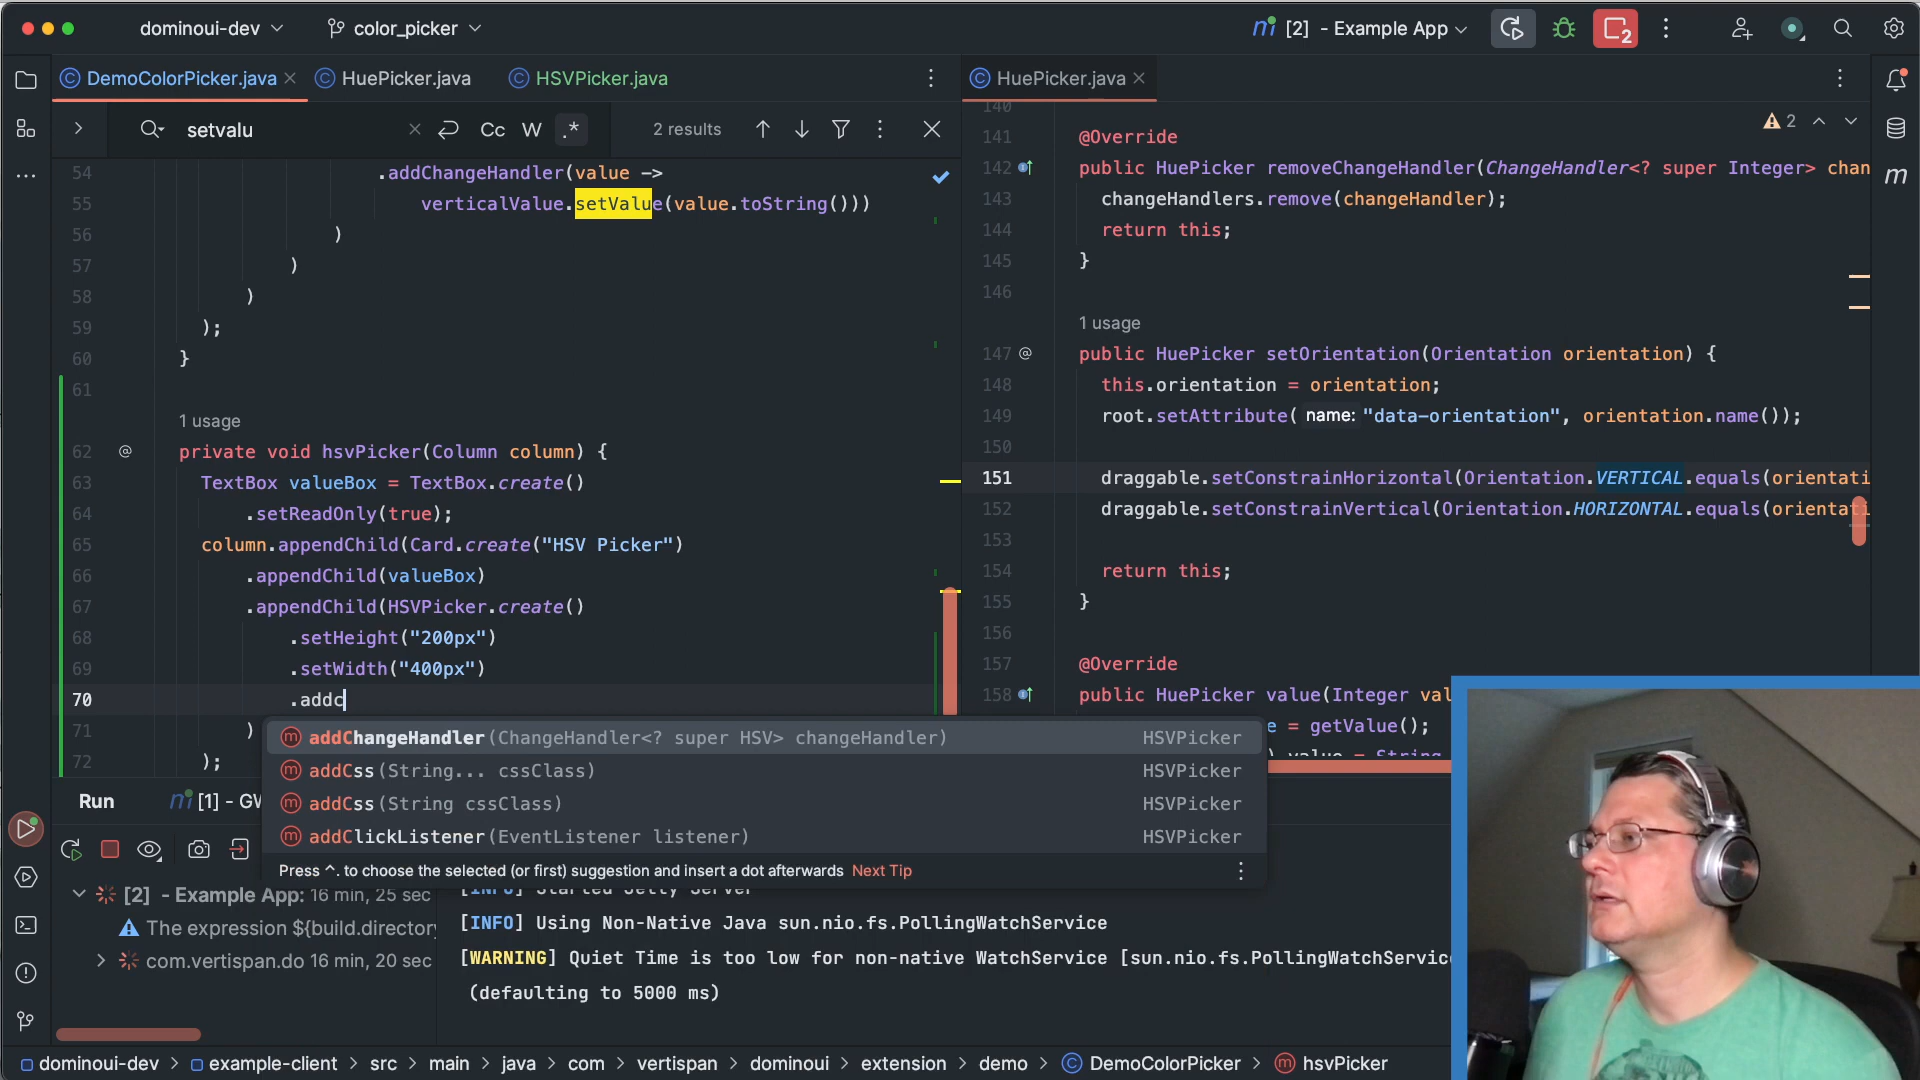 dominoui-dev
color_picker
[2] - Example App
2
DemoColorPicker.java
HuePicker.java
HSVPicker.java
HuePicker.java
setvalu
Cc W .*
2 results
54 .addChangeHandler(value ->
55 verticalValue.setValue(value.toString()))
56 )
57 )
58 )
59 );
60 }
61
1 usage
62 @ private void hsvPicker(Column column) {
63 TextBox valueBox = TextBox.create()
64 .setReadOnly(true);
65 column.appendChild(Card.create("HSV Picker")
66 .appendChild(valueBox)
67 .appendChild(HSVPicker.create()
68 .setHeight("200px")
69 .setWidth("400px")
70 .addc
71 )
72 );
addChangeHandler(ChangeHandler<? super HSV> changeHandler) HSVPicker
addCss(String... cssClass) HSVPicker
addCss(String cssClass) HSVPicker
addClickListener(EventListener listener) HSVPicker
Press ^. to choose the selected (or first) suggestion and insert a dot afterwards Next Tip
140
2
141 @Override
142 public HuePicker removeChangeHandler(ChangeHandler<? super Integer> chan
143 changeHandlers.remove(changeHandler);
144 return this;
145 }
146
1 usage
147 @ public HuePicker setOrientation(Orientation orientation) {
148 this.orientation = orientation;
149 root.setAttribute( name: "data-orientation", orientation.name());
150
151 draggable.setConstrainHorizontal(Orientation.VERTICAL.equals(orientati
152 draggable.setConstrainVertical(Orientation.HORIZONTAL.equals(orientati
153
154 return this;
155 }
156
157 @Override
158 public HuePicker value(Integer val
e = getValue();
value = String
m
Run
[1] - GW
[2] - Example App: 16 min, 25 sec
The expression ${build.directory
com.vertispan.do 16 min, 20 sec
[INFO] Started Jetty Server
[INFO] Using Non-Native Java sun.nio.fs.PollingWatchService
[WARNING] Quiet Time is too low for non-native WatchService [sun.nio.fs.PollingWatchService
(defaulting to 5000 ms)
dominoui-dev > example-client > src > main > java > com > vertispan > dominoui > extension > demo > DemoColorPicker > hsvPicker